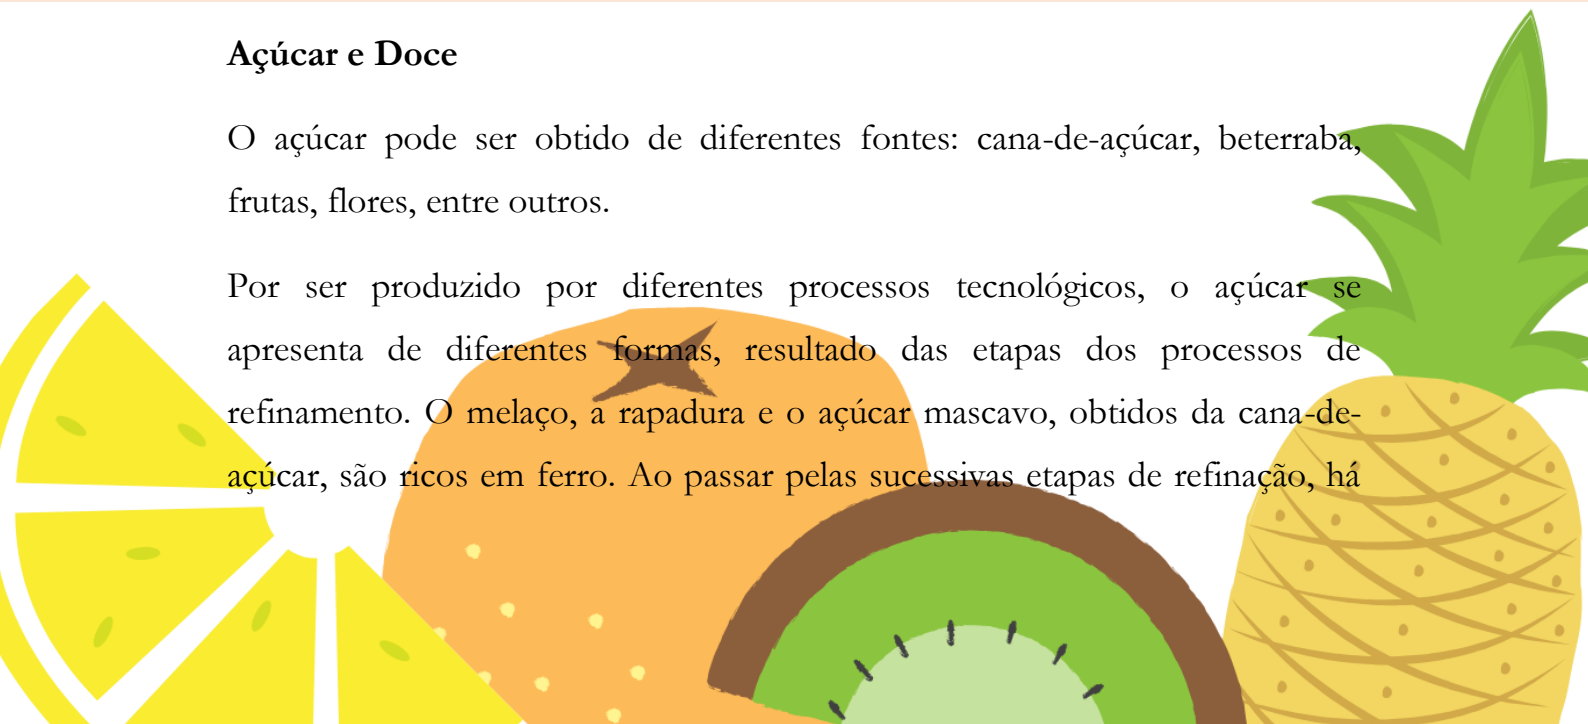 Açúcar e Doce
O açúcar pode ser obtido de diferentes fontes: cana-de-açúcar, beterraba,
frutas, flores, entre outros.
Por ser produzido por diferentes processos tecnológicos, o açúcar se
apresenta de diferentes formas, resultado das etapas dos processos de
refinamento. O melaço, a rapadura e o açúcar mascavo, obtidos da cana-de-
açúcar, são ricos em ferro. Ao passar pelas sucessivas etapas de refinação, há